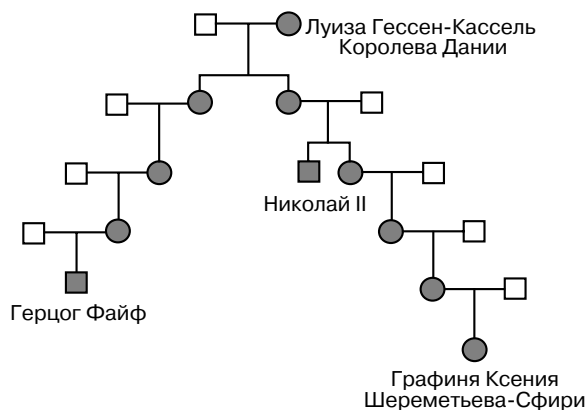 Луиза Гессен-Кассель
Королева Дании
Николай II
Герцог Файф
Графиня Ксения
Шереметьева-Сфири